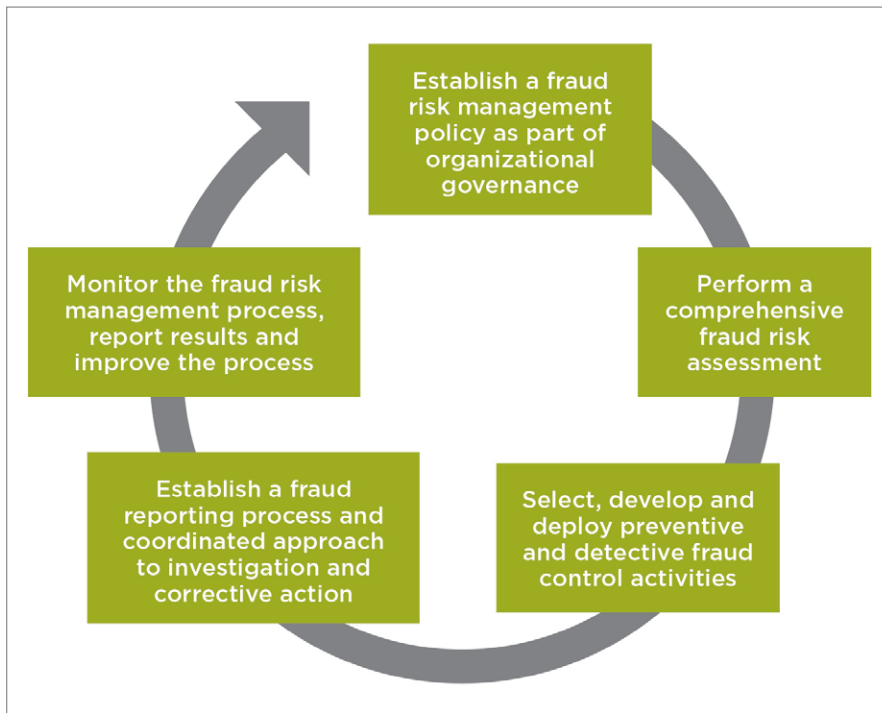 Establish a fraud
risk management
policy as part of
organizational
governance
Perform a
comprehensive
fraud risk
assessment
Select, develop and
deploy preventive
and detective fraud
control activities
Establish a fraud
reporting process and
coordinated approach
to investigation and
corrective action
Monitor the fraud risk
management process,
report results and
improve the process